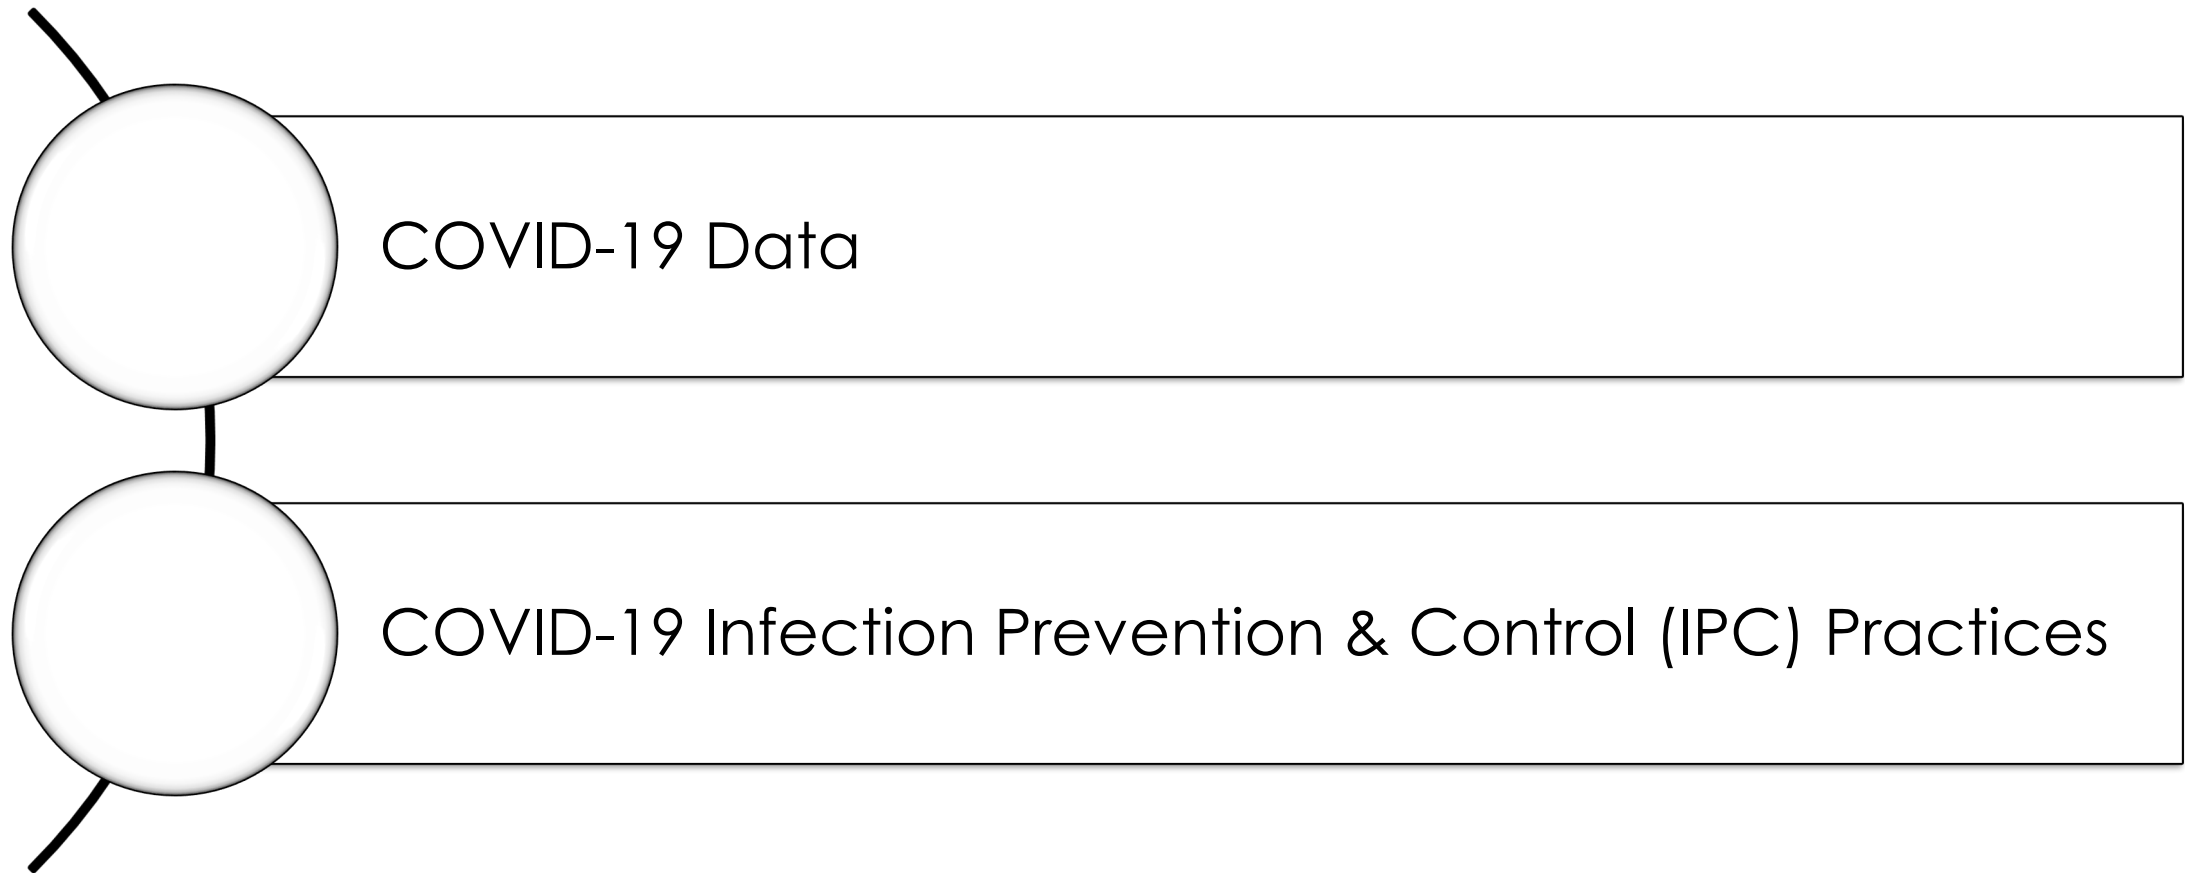 COVID-19 Data
COVID-19 Infection Prevention & Control (IPC) Practices